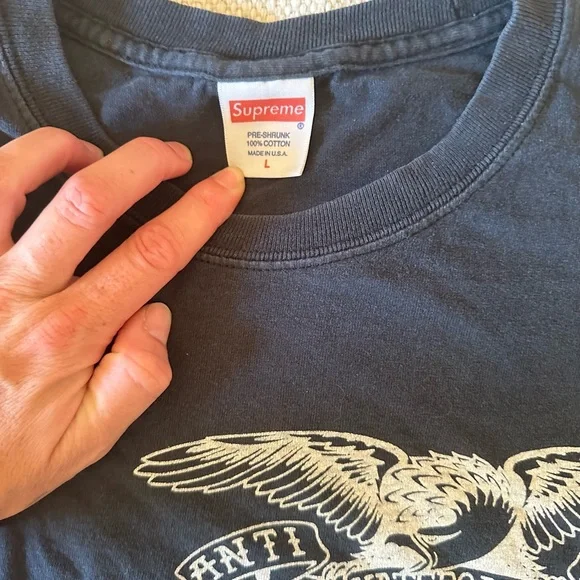 Supreme
®
PRE-SHRUNK
100% COTTON
MADE IN U.S.A.
L
ANTI